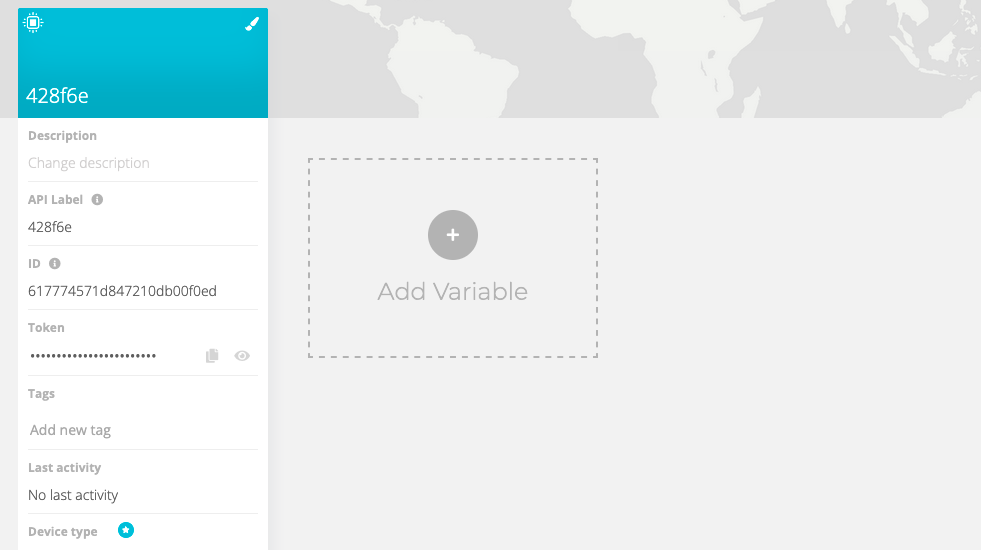 428f6e
Description
Change description
API Label
428f6e
ID
617774571d847210db00f0ed
Token
••••••••••••••••••••••••
Tags
Add new tag
Last activity
No last activity
Device type
Add Variable